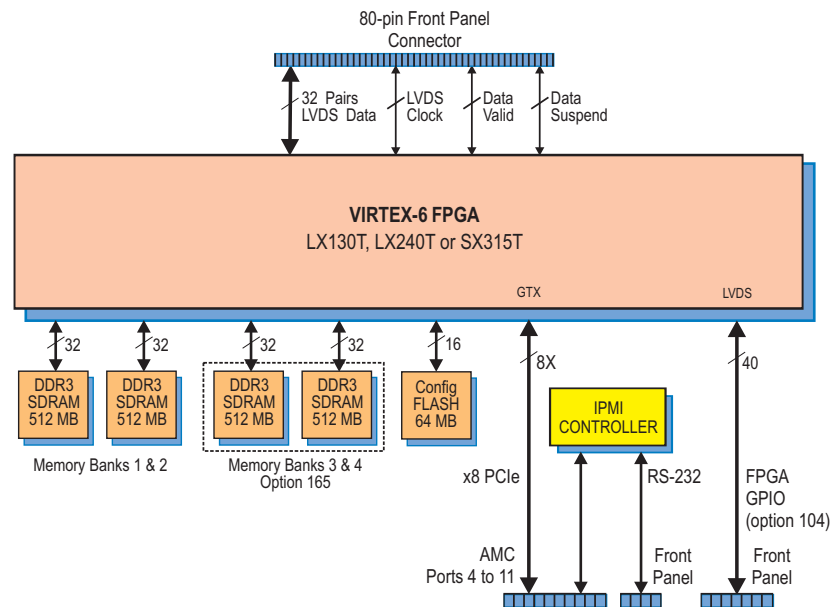 80-pin Front Panel
Connector
32 Pairs
LVDS Data
LVDS
Clock
Data
Valid
Data
Suspend
VIRTEX-6 FPGA
LX130T, LX240T or SX315T
GTX
LVDS
32
32
32
32
16
8X
40
DDR3
SDRAM
512 MB
DDR3
SDRAM
512 MB
DDR3
SDRAM
512 MB
DDR3
SDRAM
512 MB
Config
FLASH
64 MB
IPMI
CONTROLLER
Memory Banks 1 & 2
Memory Banks 3 & 4
Option 165
x8 PCIe
RS-232
FPGA
GPIO
(option 104)
AMC
Ports 4 to 11
Front
Panel
Front
Panel